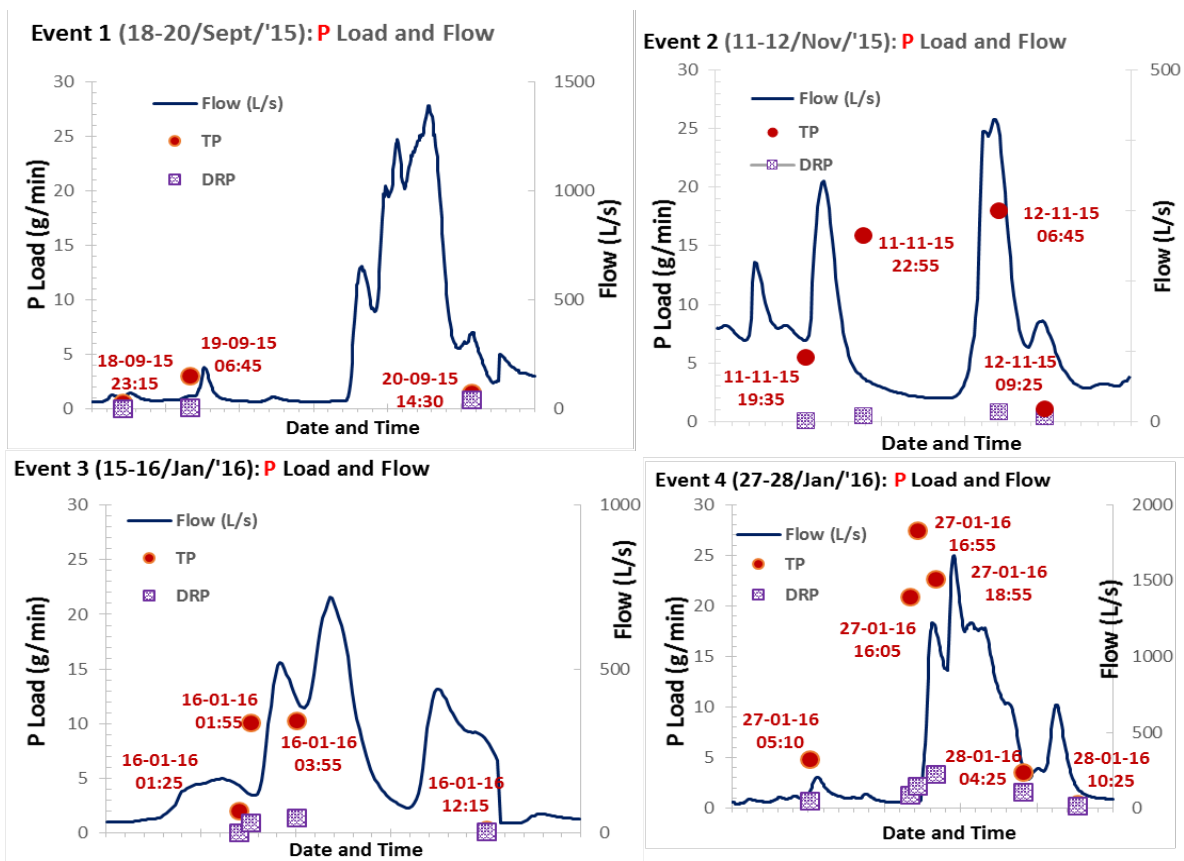 Event 1 (18-20/Sept/'15): P Load and Flow
30
25
20
15
10
5
0
P Load (g/min)
1500
1000
500
0
Flow (L/s)
Flow (L/s)
TP
DRP
18-09-15
23:15
19-09-15
06:45
20-09-15
14:30
Date and Time
Event 2 (11-12/Nov/'15): P Load and Flow
30
25
20
15
10
5
0
P Load (g/min)
500
0
Flow (L/s)
Flow (L/s)
TP
DRP
11-11-15
19:35
11-11-15
22:55
12-11-15
06:45
12-11-15
09:25
Date and Time
Event 3 (15-16/Jan/'16): P Load and Flow
30
25
20
15
10
5
0
P Load (g/min)
1000
500
0
Flow (L/s)
Flow (L/s)
TP
DRP
16-01-16
01:25
16-01-16
01:55
16-01-16
03:55
16-01-16
12:15
Date and Time
Event 4 (27-28/Jan/'16): P Load and Flow
30
25
20
15
10
5
0
P Load (g/min)
2000
1500
1000
500
0
Flow (L/s)
Flow (L/s)
TP
DRP
27-01-16
05:10
27-01-16
16:05
27-01-16
16:55
27-01-16
18:55
28-01-16
04:25
28-01-16
10:25
Date and Time